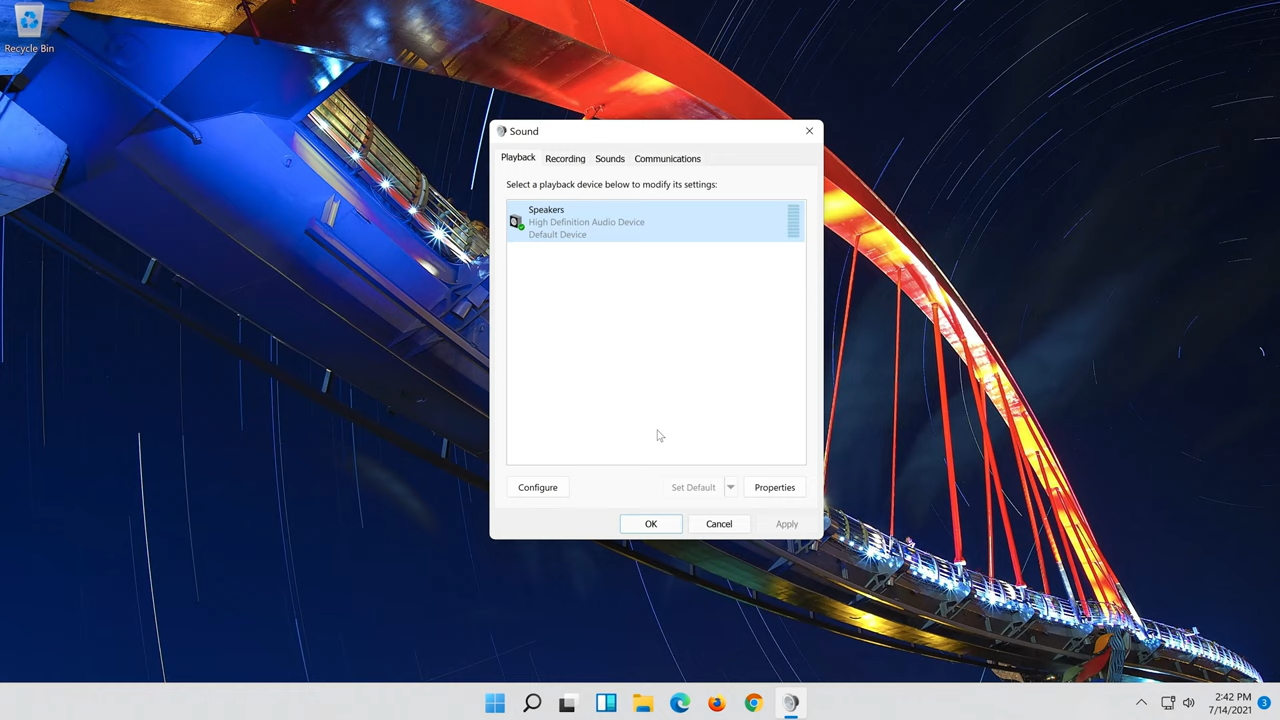 Recycle Bin
Sound
Playback Recording Sounds Communications
Select a playback device below to modify its settings:
Speakers
High Definition Audio Device
Default Device
Configure Set Default Properties
OK Cancel Apply
2:42 PM
7/14/2021
3